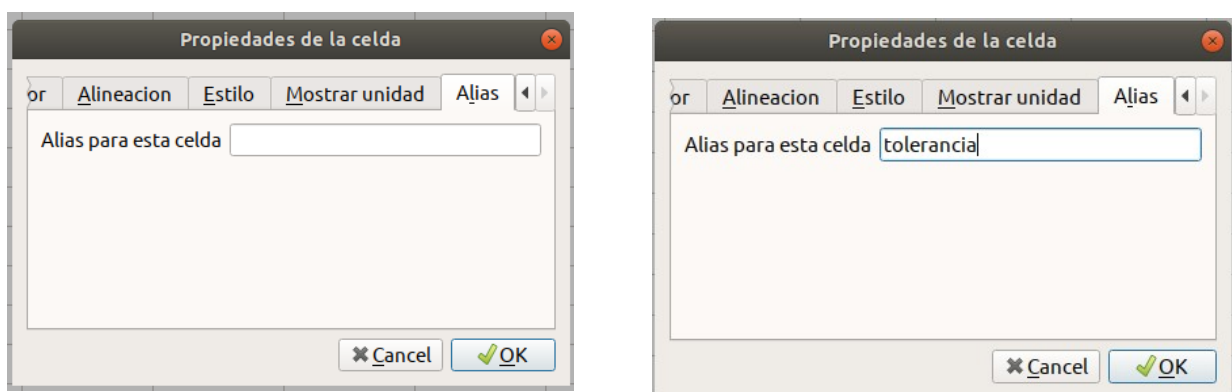 Propiedades de la celda
or Alineacion Estilo Mostrar unidad Alias
Alias para esta celda
Cancel OK
Propiedades de la celda
or Alineacion Estilo Mostrar unidad Alias
Alias para esta celda tolerancia
Cancel OK